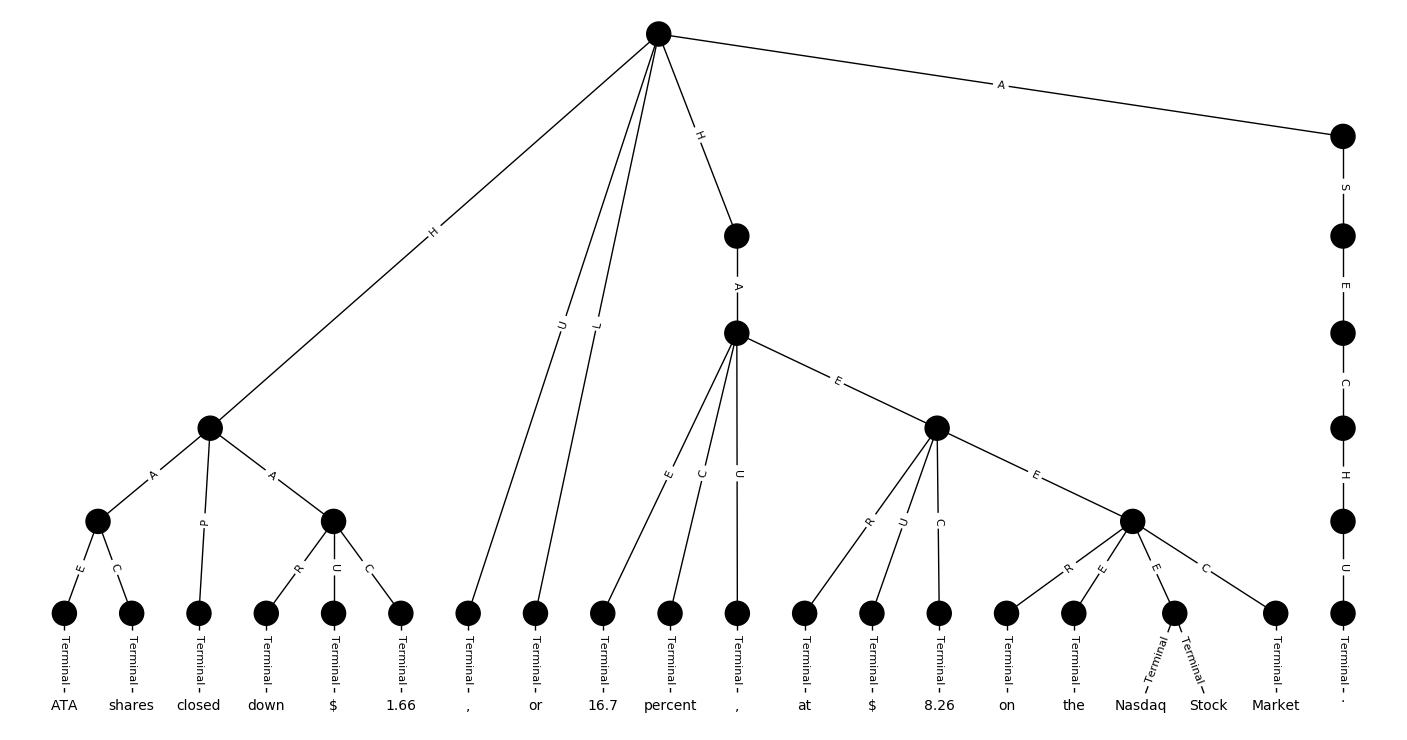 A
H
H
S
A
E
U
L
E
C
A
A
E
C
U
E
H
P
R
U
C
E
C
R
U
C
R
E
E
C
U
Terminal Terminal Terminal Terminal Terminal Terminal Terminal Terminal Terminal Terminal Terminal Terminal Terminal Terminal Terminal Terminal Terminal Terminal Terminal Terminal
ATA shares closed down $ 1.66 , or 16.7 percent , at $ 8.26 on the Nasdaq Stock Market .